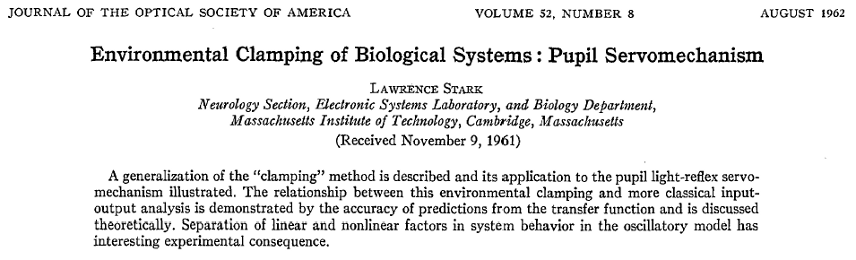 JOURNAL OF THE OPTICAL SOCIETY OF AMERICA VOLUME 52, NUMBER 8 AUGUST 1962
Environmental Clamping of Biological Systems: Pupil Servomechanism
LAWRENCE STARK
Neurology Section, Electronic Systems Laboratory, and Biology Department,
Massachusetts Institute of Technology, Cambridge, Massachusetts
(Received November 9, 1961)
A generalization of the "clamping" method is described and its application to the pupil light-reflex servo-
mechanism illustrated. The relationship between this environmental clamping and more classical input-
output analysis is demonstrated by the accuracy of predictions from the transfer function and is discussed
theoretically. Separation of linear and nonlinear factors in system behavior in the oscillatory model has
interesting experimental consequence.